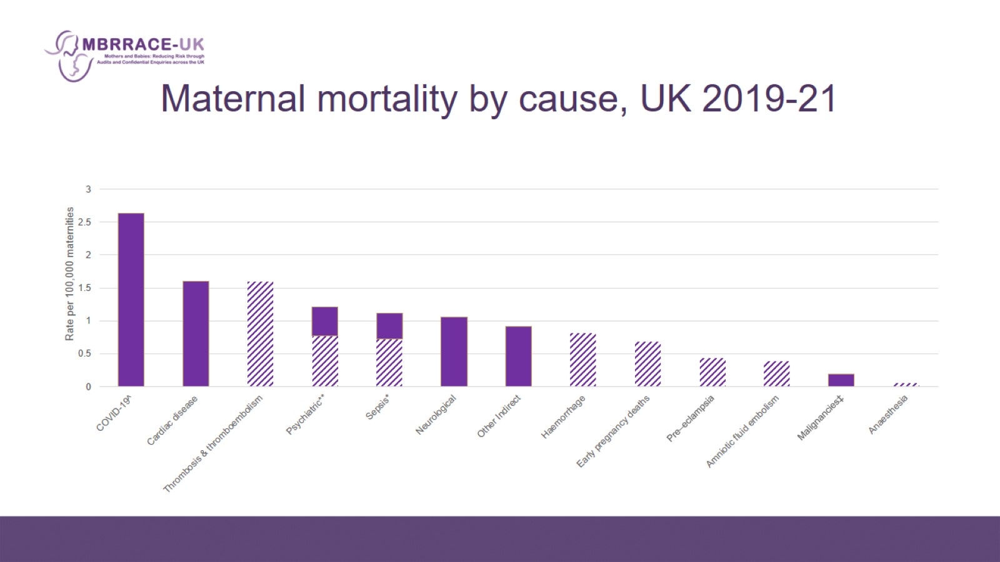 MBRRACE-UK
Mothers and Babies: Reducing Risk through
Audits and Confidential Enquiries across the UK
Maternal mortality by cause, UK 2019-21
Rate per 100,000 maternities
3
2.5
2
1.5
1
0.5
0
COVID-19^
Cardiac disease
Thrombosis & thromboembolism
Psychiatric**
Sepsis*
Neurological
Other Indirect
Haemorrhage
Early pregnancy deaths
Pre–eclampsia
Amniotic fluid embolism
Malignancies‡
Anaesthesia